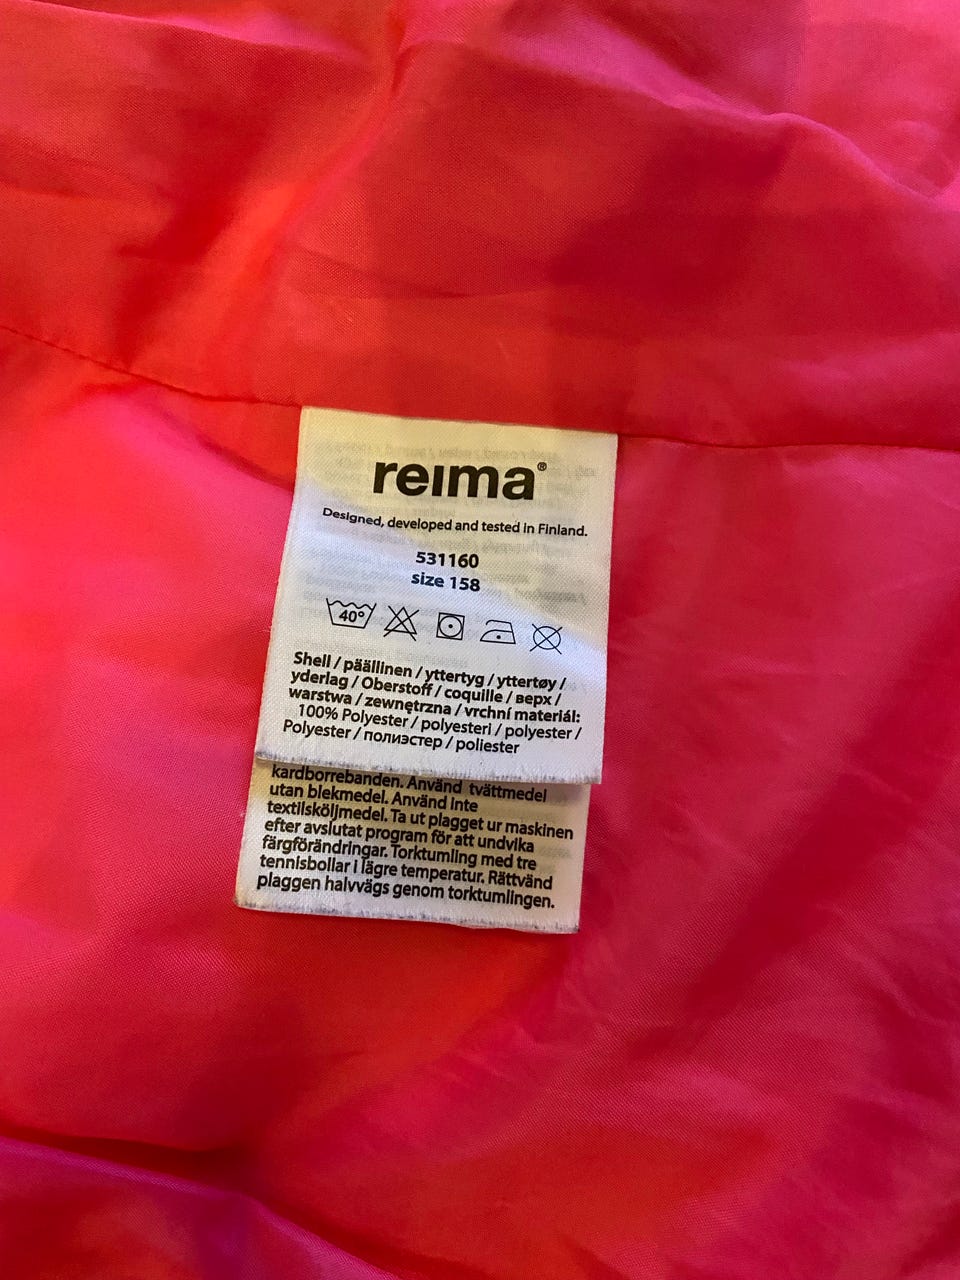 reima®
Designed, developed and tested in Finland.
531160
size 158
40°
Shell / päällinen / yttertyg / yttertøy /
yderlag / Oberstoff / coquille / верх /
warstwa / zewnętrzna / vrchní materiál:
100% Polyester / polyesteri / polyester /
Polyester / полиэстер / poliester
kardborrebanden. Använd tvättmedel
utan blekmedel. Använd inte
textilsköljmedel. Ta ut plagget ur maskinen
efter avslutat program för att undvika
färgförändringar. Torktumling med tre
tennisbollar i lägre temperatur. Rättvänd
plaggen halvvägs genom torktumlingen.